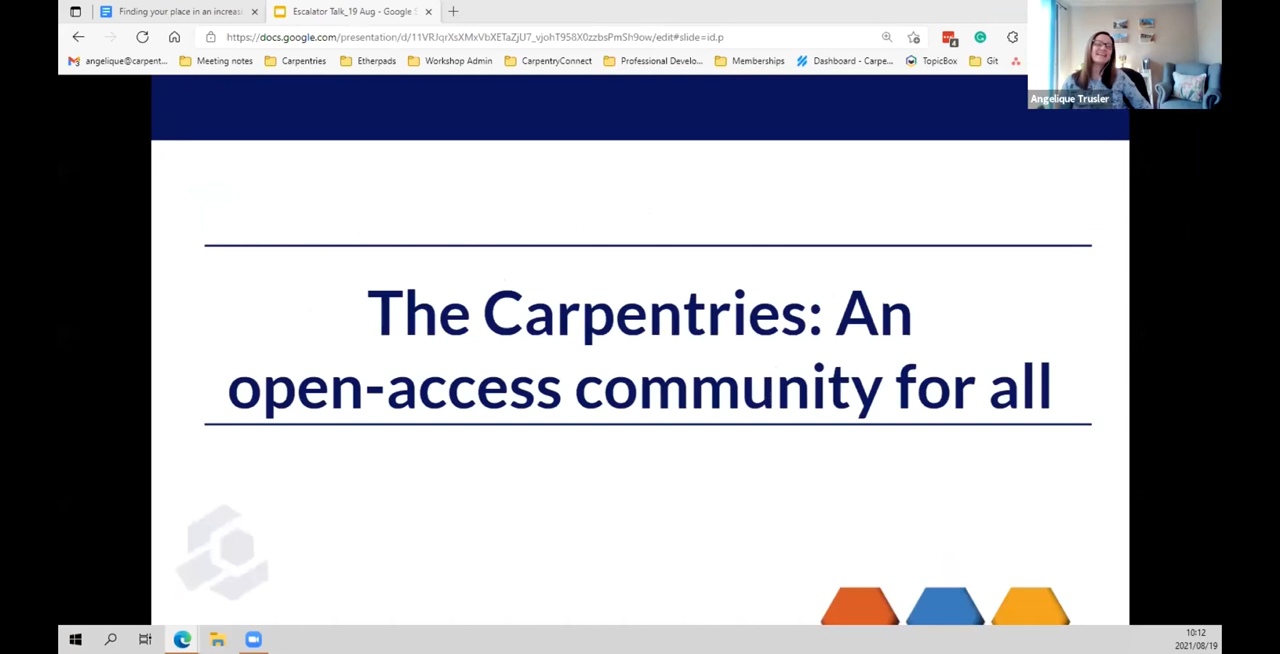 Finding your place in an increasi
Escalator Talk_19 Aug - Google S
https://docs.google.com/presentation/d/11VRJqrXsXMxVbXETaZjU7_vjohT958X0zzbsPmSh9ow/edit#slide=id.p
4
angelique@carpent...
Meeting notes
Carpentries
Etherpads
Workshop Admin
CarpentryConnect
Professional Develo...
Memberships
Dashboard - Carpe...
TopicBox
Git
Angelique Trusler
The Carpentries: An
open-access community for all
10:12
2021/08/19